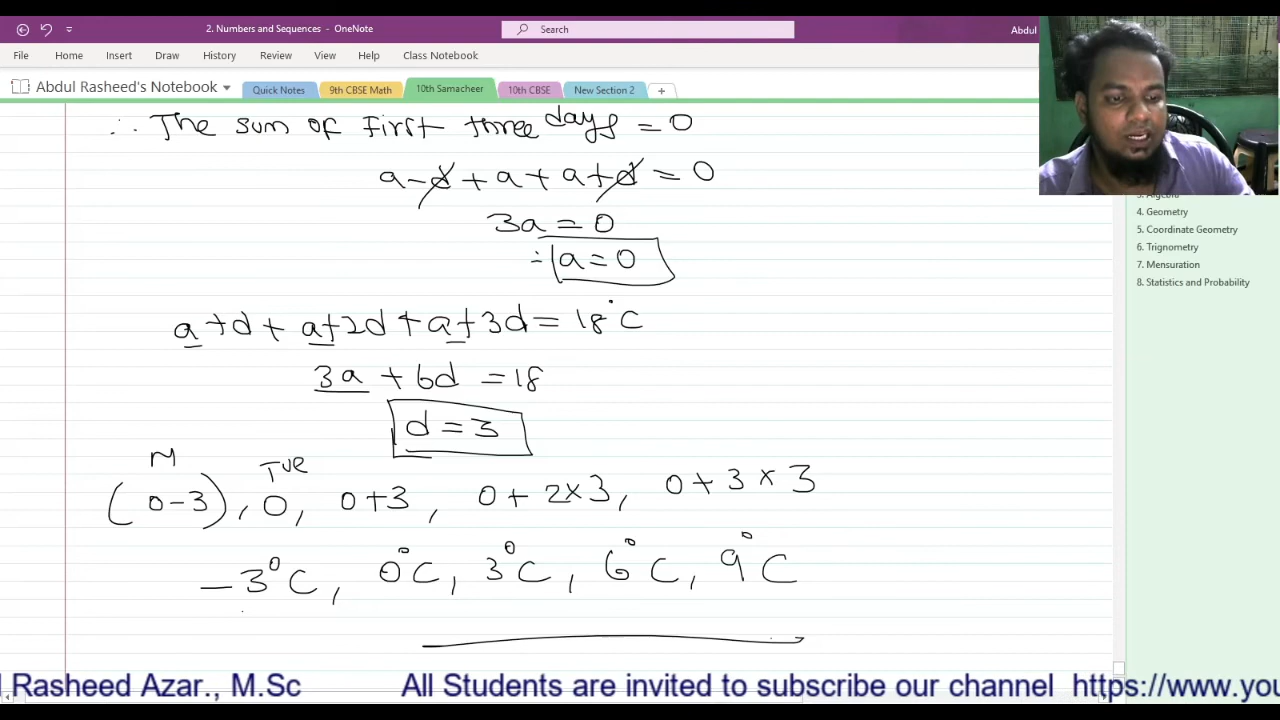 2. Numbers and Sequences - OneNote
Search
Abdul
File Home Insert Draw History Review View Help Class Notebook
Abdul Rasheed's Notebook
Quick Notes 9th CBSE Math 10th Samacheer 10th CBSE New Section 2
∴ The sum of first three days = 0
a-d + a + a+d = 0
3a = 0
∴ a = 0
a+d + a+2d + a+3d = 18°C
3a + 6d = 18
d = 3
M Tue
(0-3), 0, 0+3, 0+2×3, 0+3×3
-3°C, 0°C, 3°C, 6°C, 9°C
3. Algebra
4. Geometry
5. Coordinate Geometry
6. Trignometry
7. Mensuration
8. Statistics and Probability
Rasheed Azar., M.Sc All Students are invited to subscribe our channel https://www.you